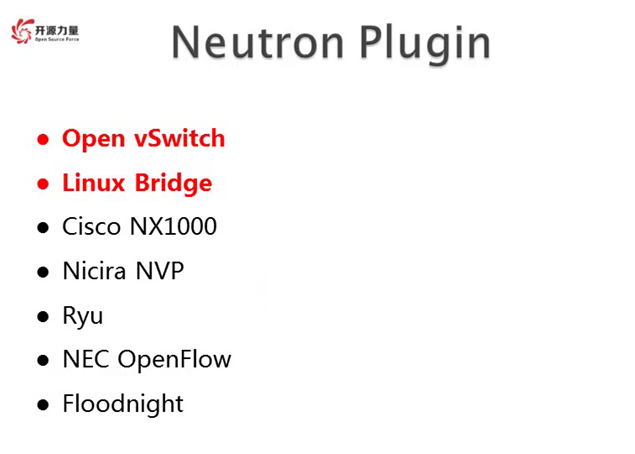 开源力量
Open Source Force
Neutron Plugin
● Open vSwitch
● Linux Bridge
● Cisco NX1000
● Nicira NVP
● Ryu
● NEC OpenFlow
● Floodnight